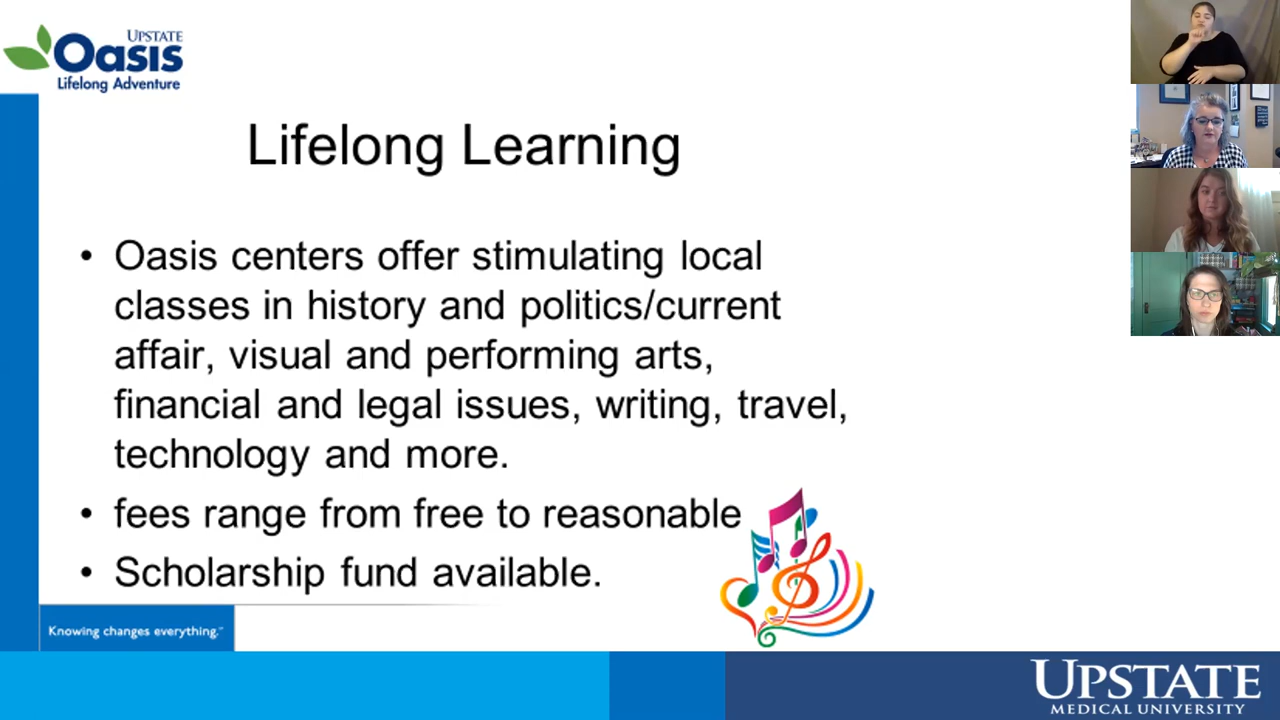 UPSTATE
Oasis
Lifelong Adventure
Lifelong Learning
• Oasis centers offer stimulating local
classes in history and politics/current
affair, visual and performing arts,
financial and legal issues, writing, travel,
technology and more.
• fees range from free to reasonable
• Scholarship fund available.
Knowing changes everything.™
UPSTATE
MEDICAL UNIVERSITY